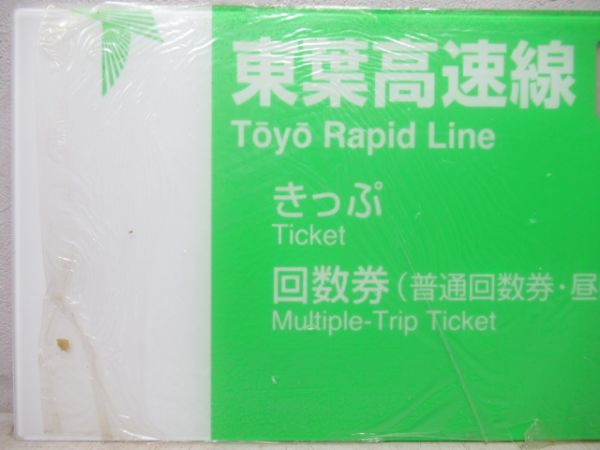 東葉高速線
Tōyō Rapid Line
きっぷ
Ticket
回数券（普通回数券・昼
Multiple-Trip Ticket